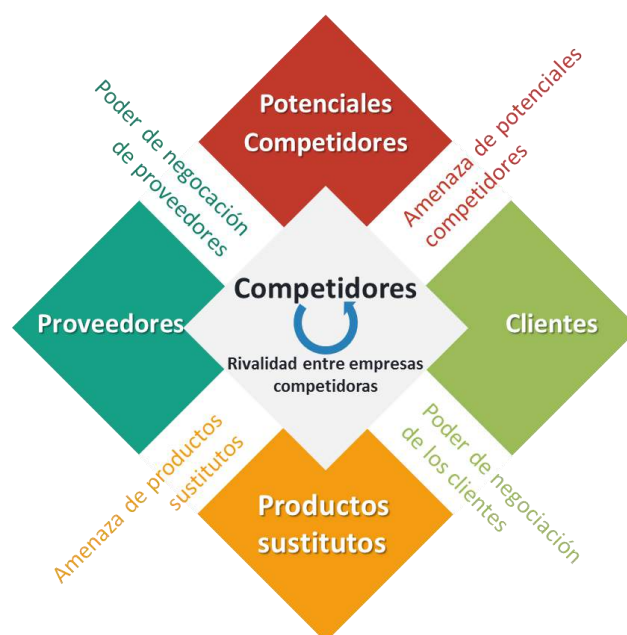 Potenciales
Competidores
Poder de negocación
de proveedores
Amenaza de potenciales
competidores
Proveedores
Competidores
Rivalidad entre empresas
competidoras
Clientes
Amenaza de productos
sustitutos
Productos
sustitutos
Poder de negociación
de los clientes